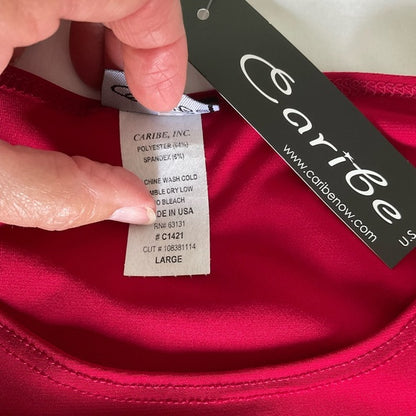 Caribe
www.caribenow.com
CARIBE, INC.
POLYESTER (94%)
SPANDEX (6%)
CHINE WASH COLD
MBLE DRY LOW
O BLEACH
DE IN USA
RN# 63131
# C1421
CUT # 108381114
LARGE